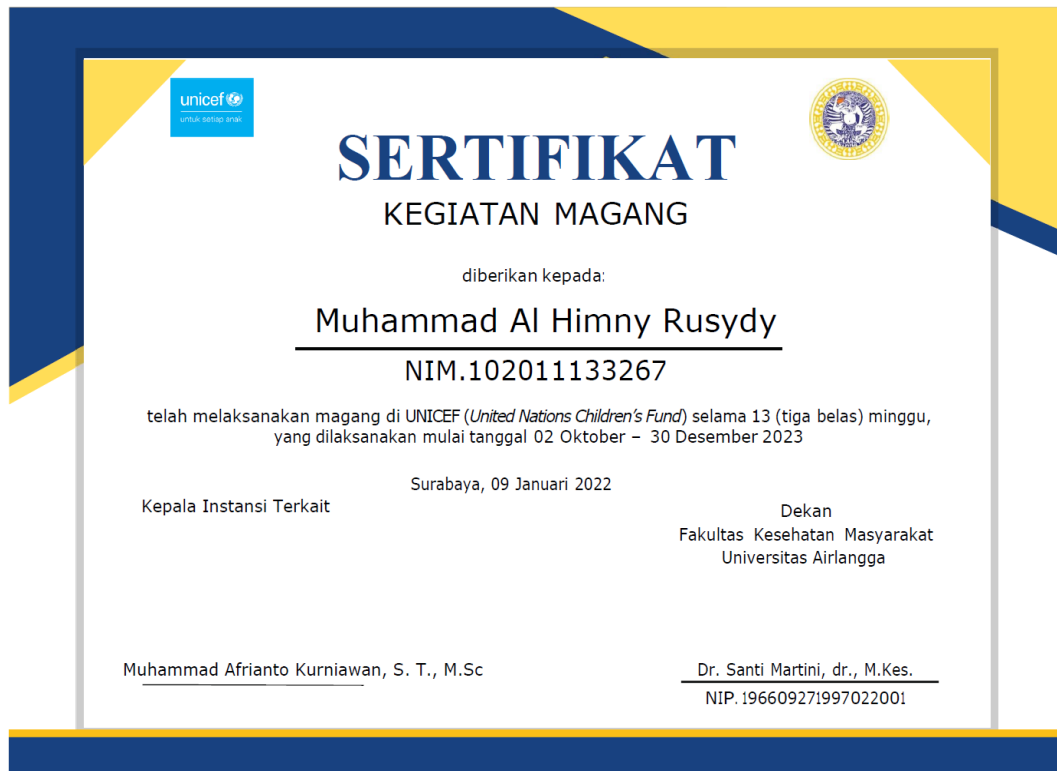 unicef
untuk setiap anak
SERTIFIKAT
KEGIATAN MAGANG
diberikan kepada:
Muhammad Al Himny Rusydy
NIM.102011133267
telah melaksanakan magang di UNICEF (United Nations Children's Fund) selama 13 (tiga belas) minggu,
yang dilaksanakan mulai tanggal 02 Oktober – 30 Desember 2023
Surabaya, 09 Januari 2022
Kepala Instansi Terkait
Dekan
Fakultas Kesehatan Masyarakat
Universitas Airlangga
Muhammad Afrianto Kurniawan, S. T., M.Sc
Dr. Santi Martini, dr., M.Kes.
NIP. 196609271997022001